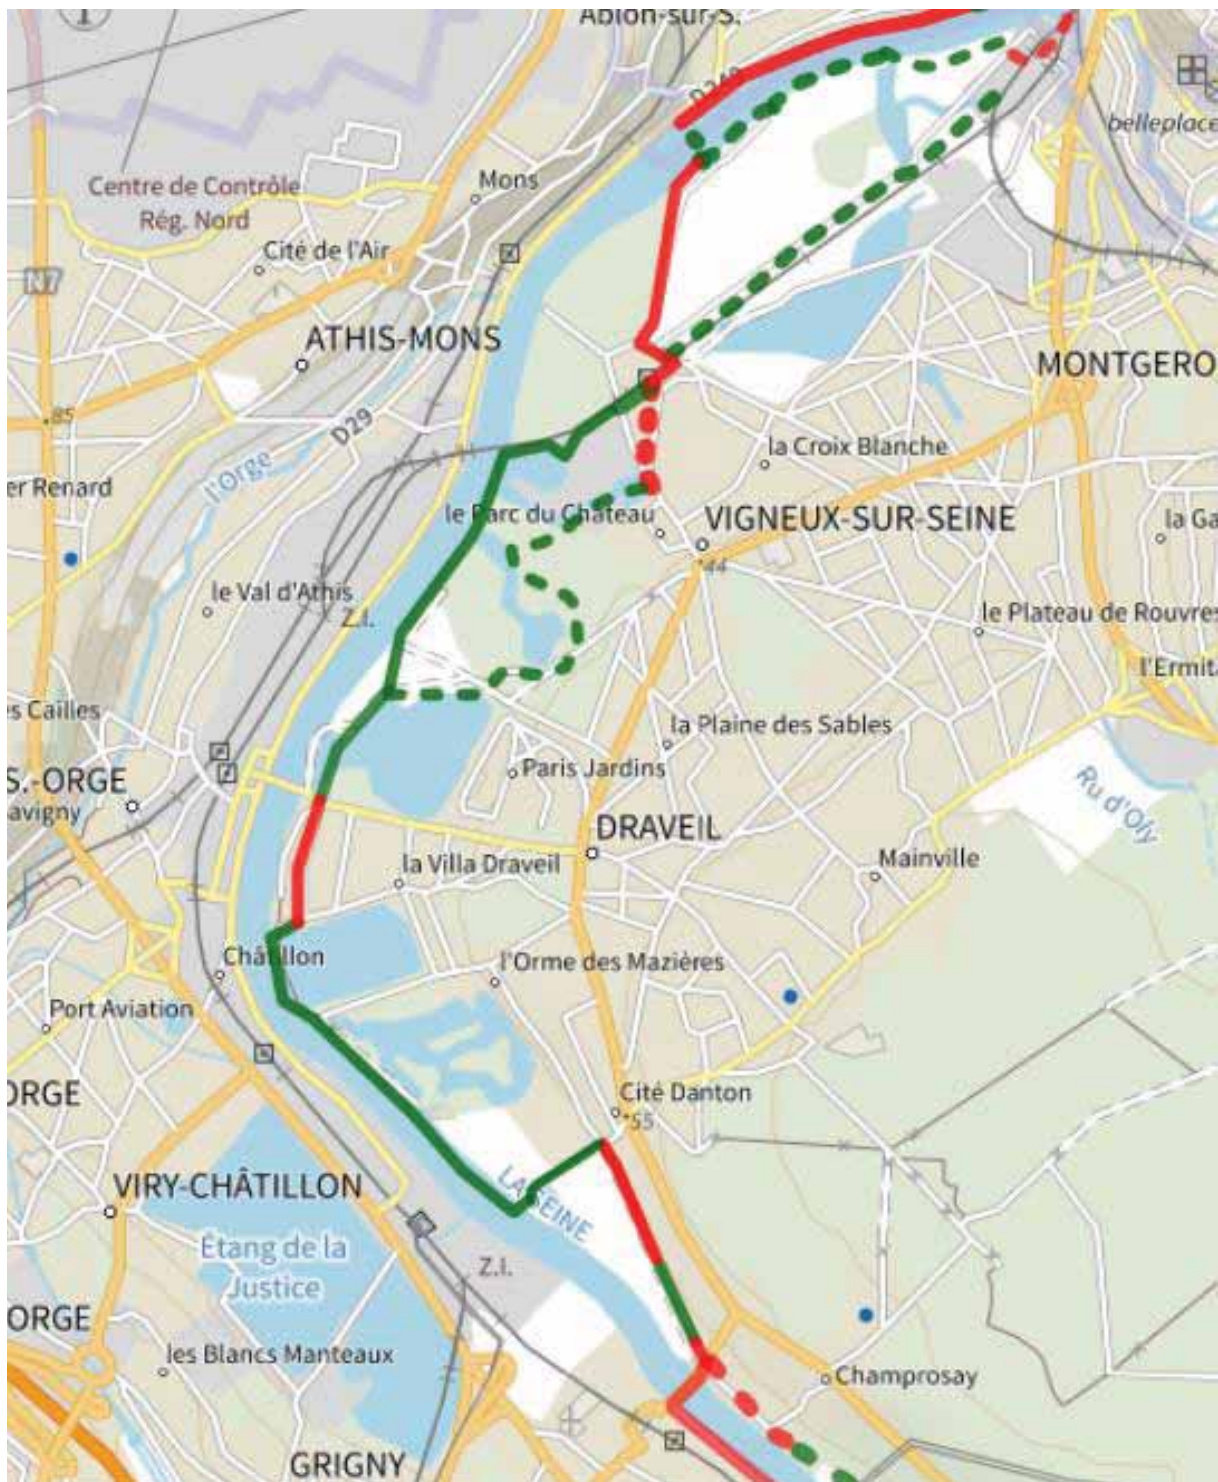 Ablon-sur-S.
belleplace
Centre de Contrôle
Rég. Nord
Mons
Cité de l'Air
N7
ATHIS-MONS
MONTGERO
85
D29
l'Orge
la Croix Blanche
er Renard
le Parc du Château
VIGNEUX-SUR-SEINE
la Ga
44
le Val d'Athis
Z.I.
le Plateau de Rouvres
l'Ermit
es Cailles
la Plaine des Sables
S.-ORGE
avigny
Paris Jardins
Ru d'Oly
DRAVEIL
la Villa Draveil
Mainville
Châtillon
l'Orme des Mazières
Port Aviation
ORGE
Cité Danton
55
VIRY-CHÂTILLON
LA SEINE
Étang de la
Justice
Z.I.
ORGE
les Blancs Manteaux
Champrosay
GRIGNY